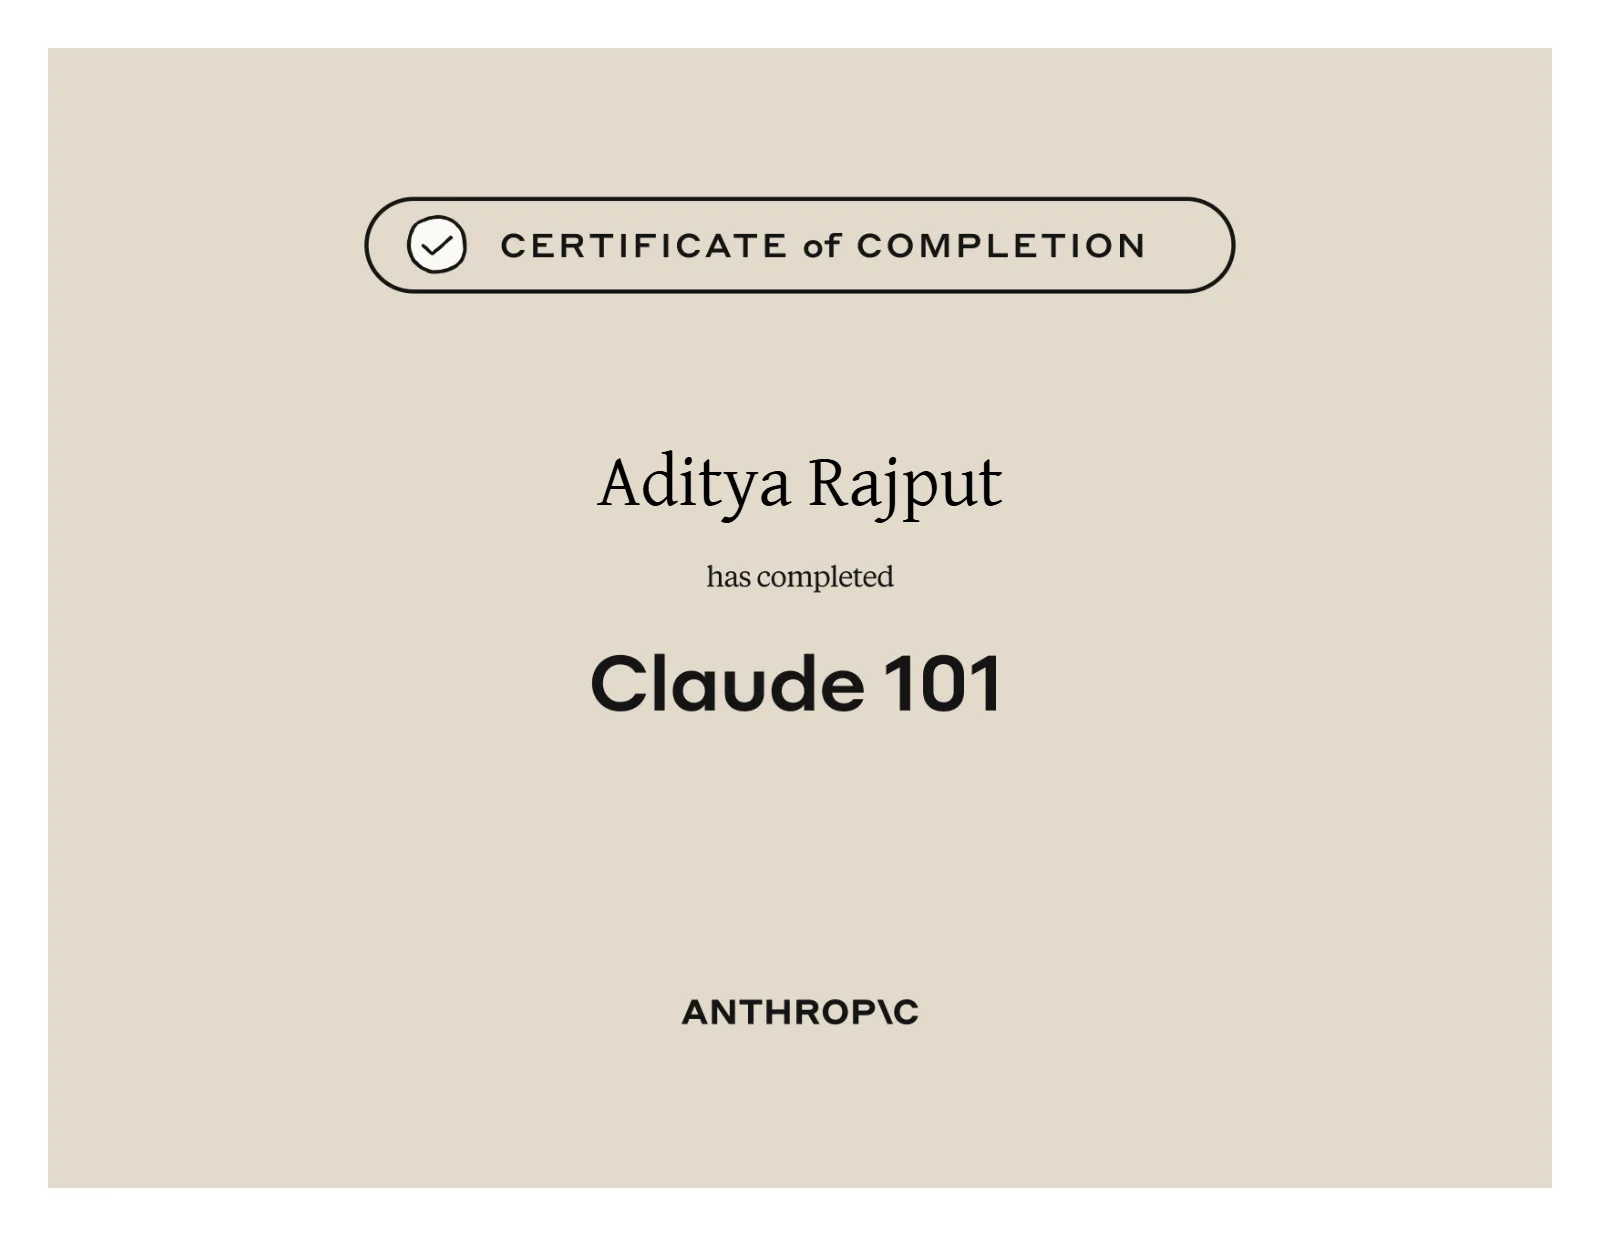 CERTIFICATE of COMPLETION
Aditya Rajput
has completed
Claude 101
ANTHROP\C